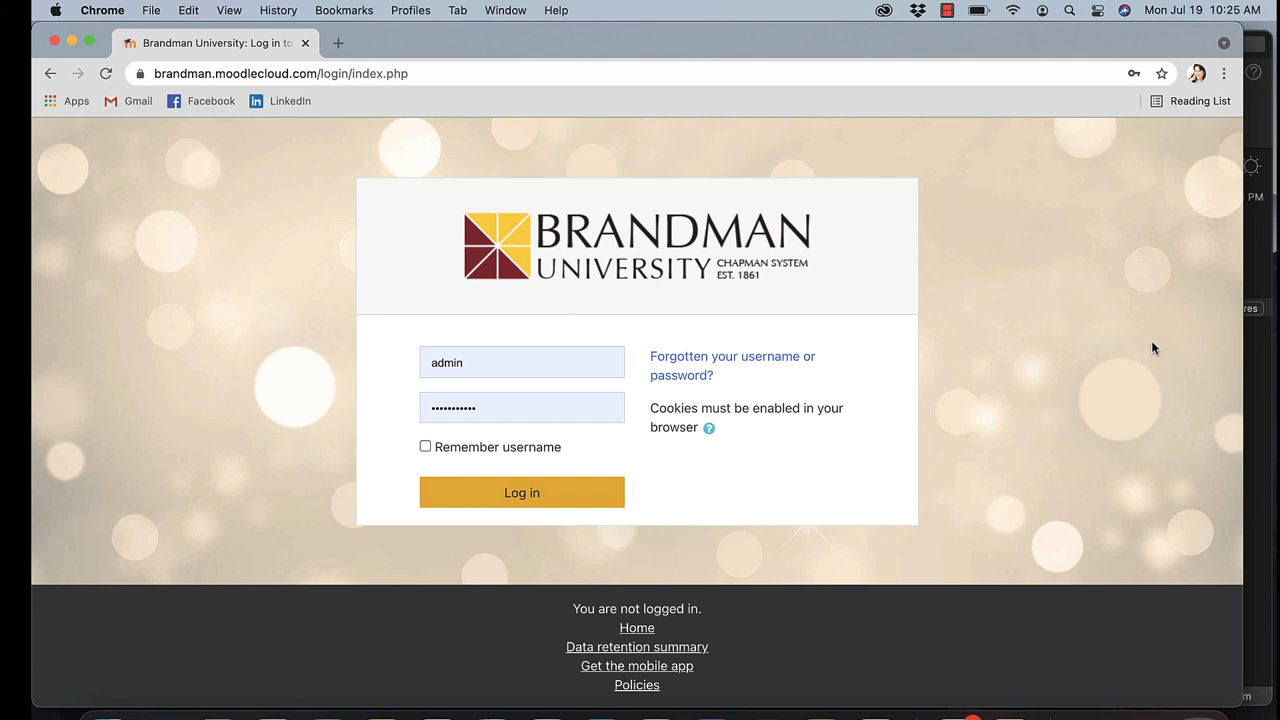 Chrome File Edit View History Bookmarks Profiles Tab Window Help Mon Jul 19 10:25 AM
Brandman University: Log in to
brandman.moodlecloud.com/login/index.php
Apps Gmail Facebook LinkedIn Reading List
PM
BRANDMAN
UNIVERSITY CHAPMAN SYSTEM
EST. 1861
res
admin
Forgotten your username or
password?
•••••••••••
Cookies must be enabled in your
browser ?
Remember username
Log in
You are not logged in.
Home
Data retention summary
Get the mobile app
Policies
m